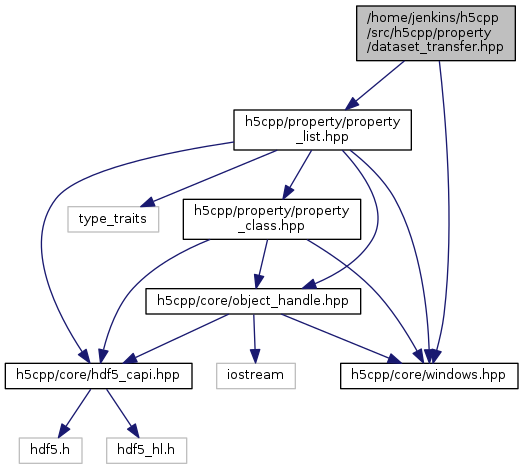 /home/jenkins/h5cpp
/src/h5cpp/property
/dataset_transfer.hpp
h5cpp/property/property
_list.hpp
type_traits
h5cpp/property/property
_class.hpp
h5cpp/core/object_handle.hpp
h5cpp/core/hdf5_capi.hpp
iostream
h5cpp/core/windows.hpp
hdf5.h
hdf5_hl.h